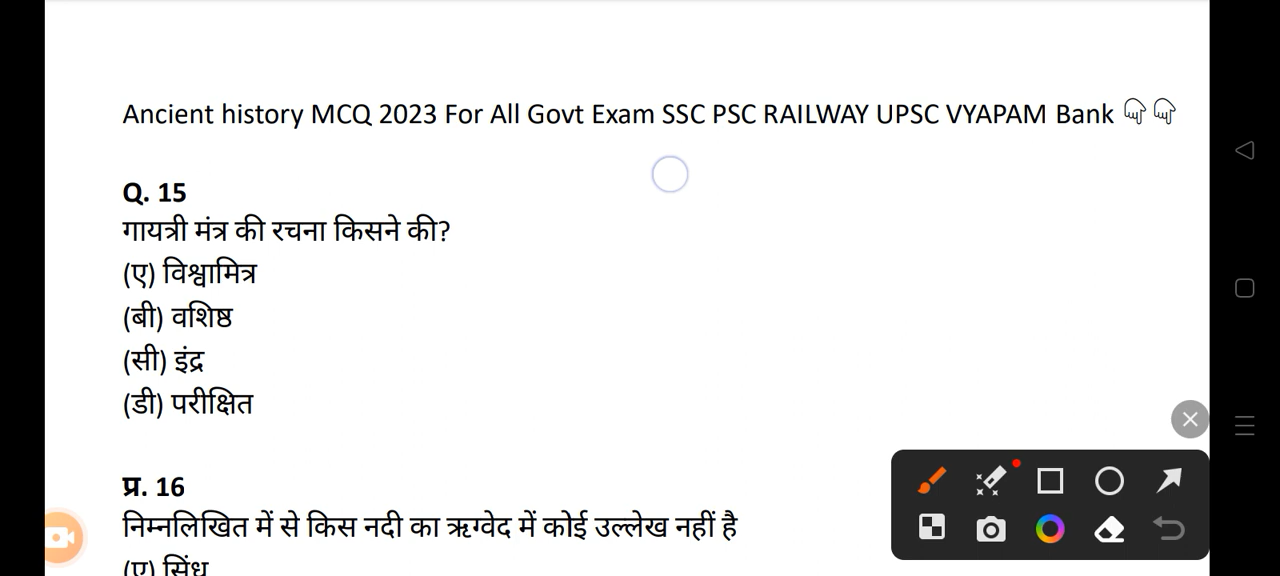 Ancient history MCQ 2023 For All Govt Exam SSC PSC RAILWAY UPSC VYAPAM Bank 👇👇
Q. 15
गायत्री मंत्र की रचना किसने की?
(ए) विश्वामित्र
(बी) वशिष्ठ
(सी) इंद्र
(डी) परीक्षित
प्र. 16
निम्नलिखित में से किस नदी का ऋग्वेद में कोई उल्लेख नहीं है
(ए) सिंधु